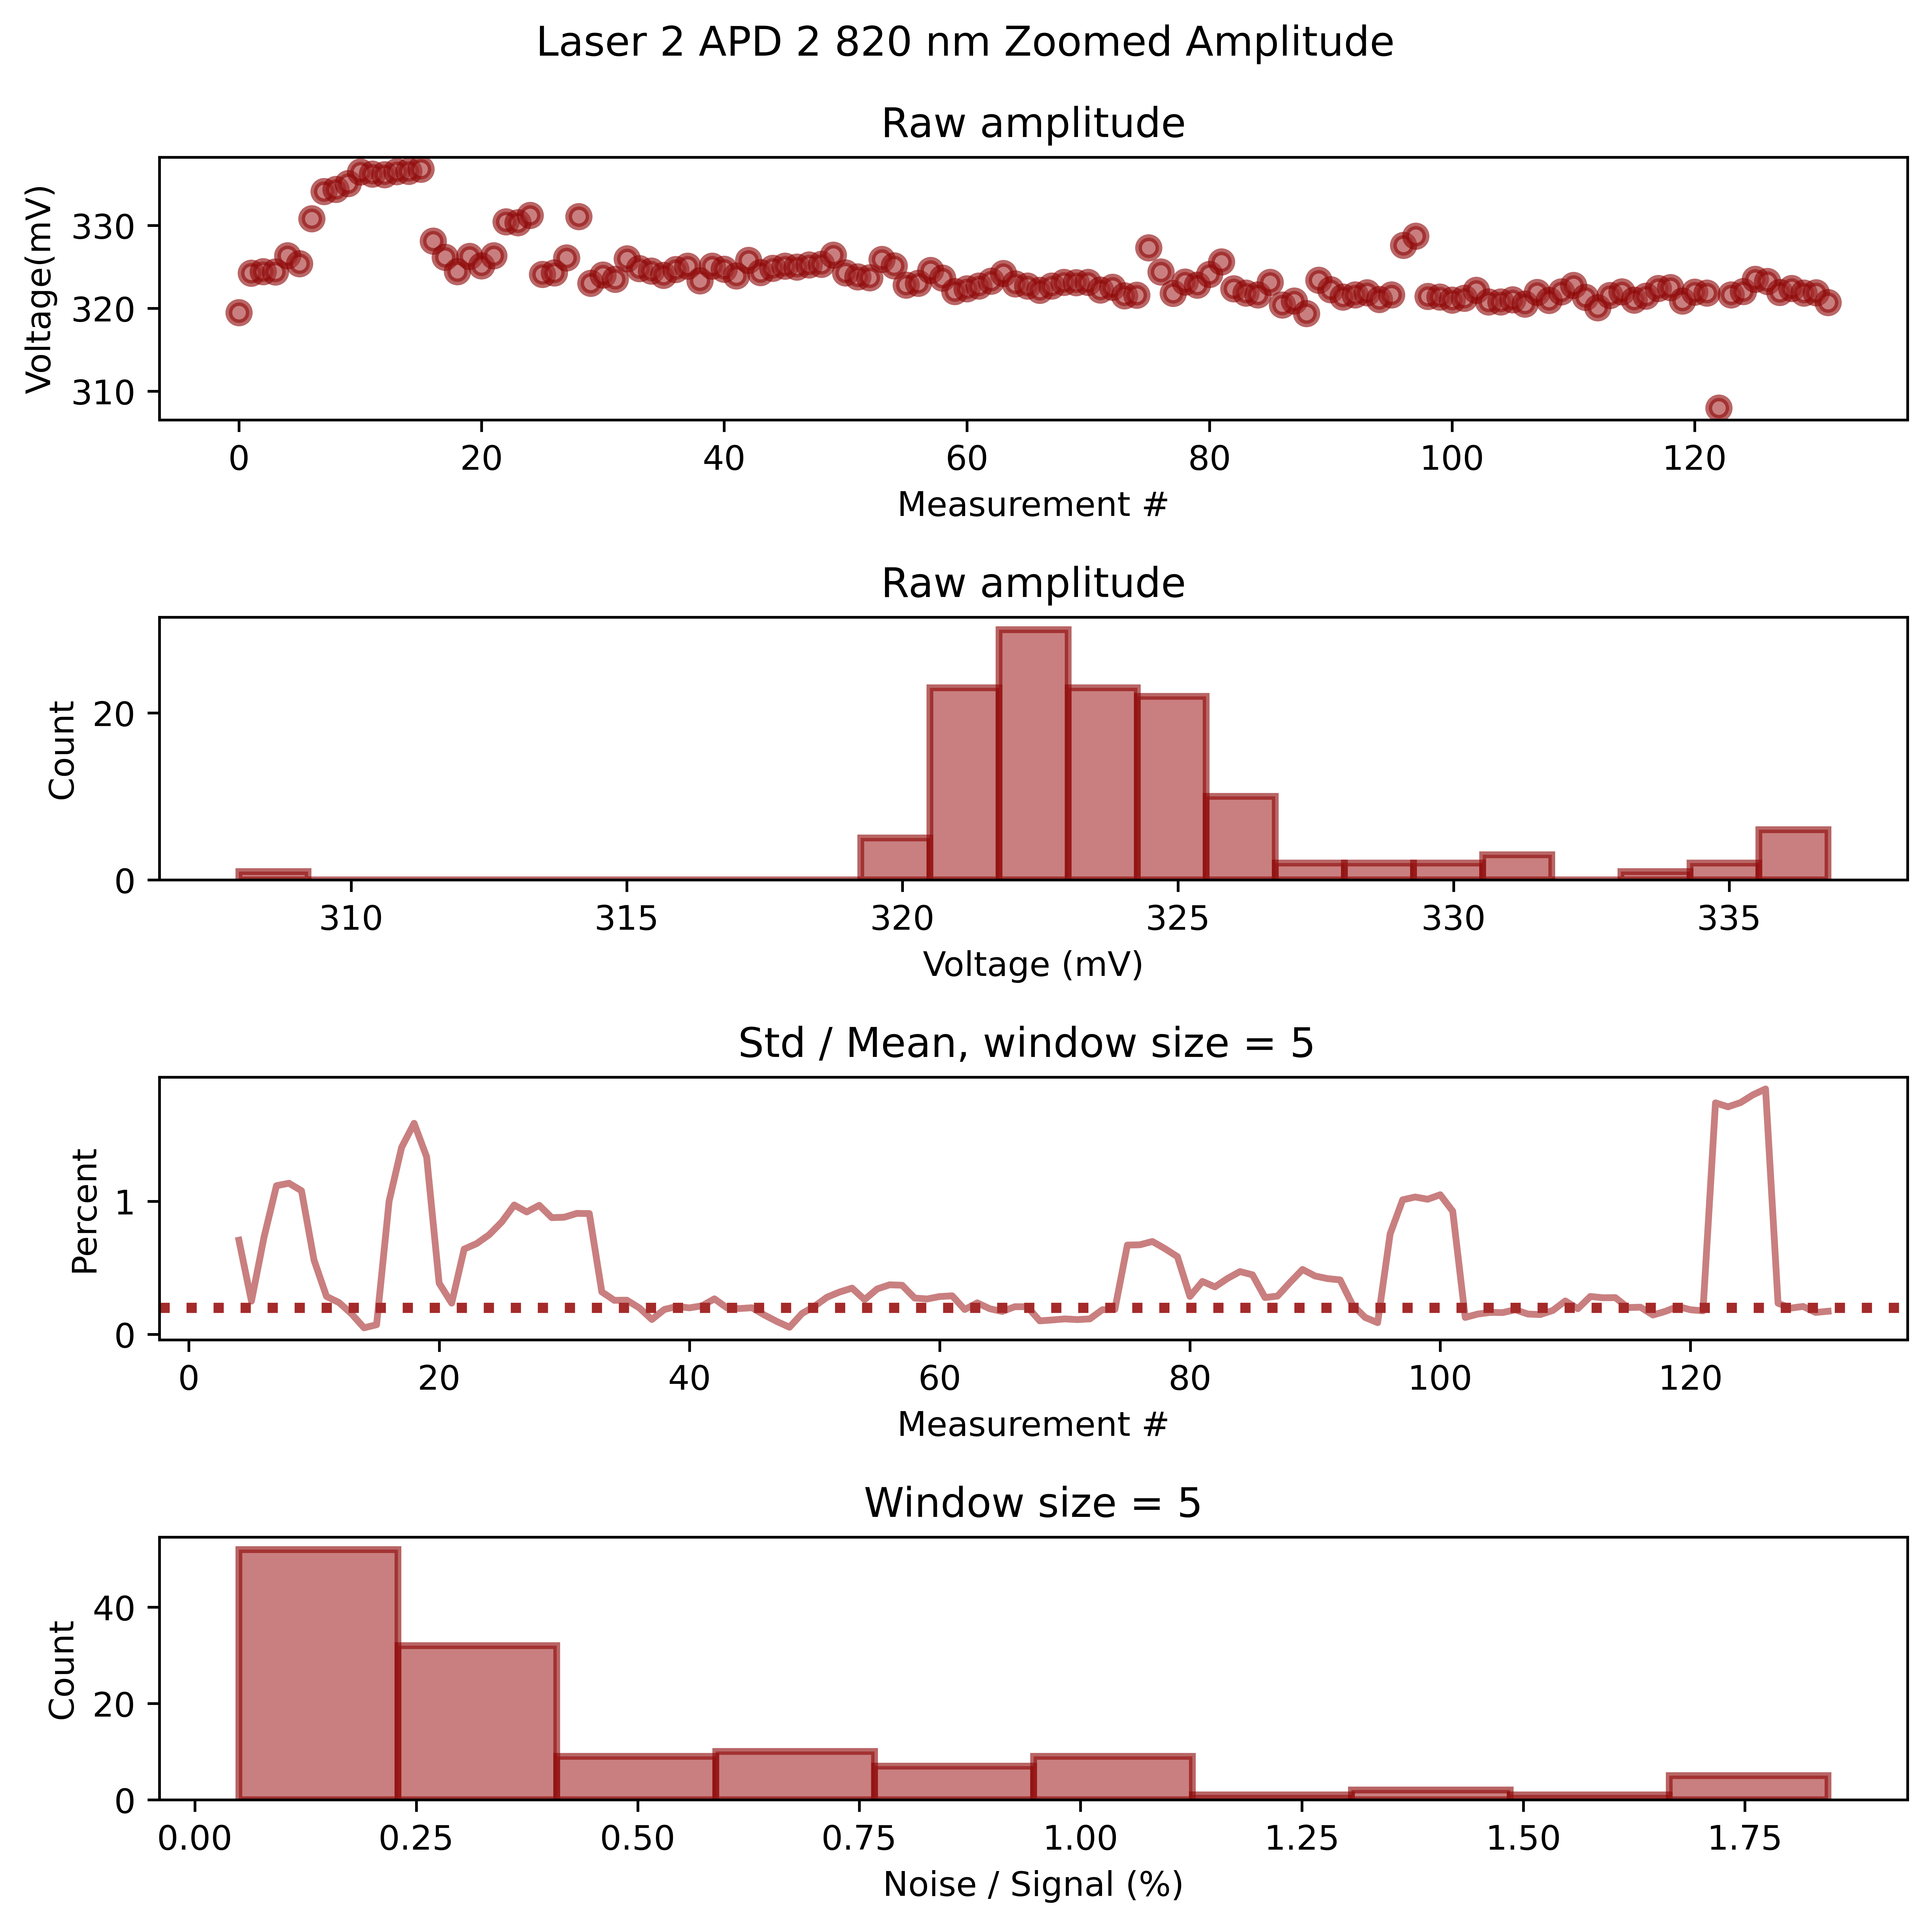 Laser 2 APD 2 820 nm Zoomed Amplitude
Raw amplitude
Voltage(mV)
330
320
310
0 20 40 60 80 100 120
Measurement #
Raw amplitude
Count
20
0
310 315 320 325 330 335
Voltage (mV)
Std / Mean, window size = 5
Percent
1
0
0 20 40 60 80 100 120
Measurement #
Window size = 5
Count
40
20
0
0.00 0.25 0.50 0.75 1.00 1.25 1.50 1.75
Noise / Signal (%)